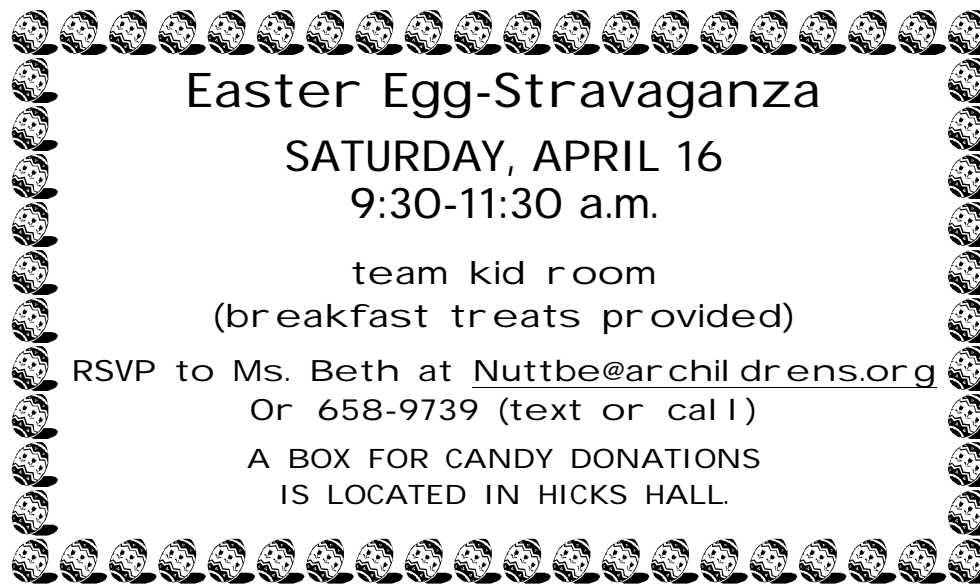 Easter Egg-Stravaganza
SATURDAY, APRIL 16
9:30-11:30 a.m.
team kid room
(breakfast treats provided)
RSVP to Ms. Beth at Nuttbe@archildrens.org
Or 658-9739 (text or call)
A BOX FOR CANDY DONATIONS
IS LOCATED IN HICKS HALL.